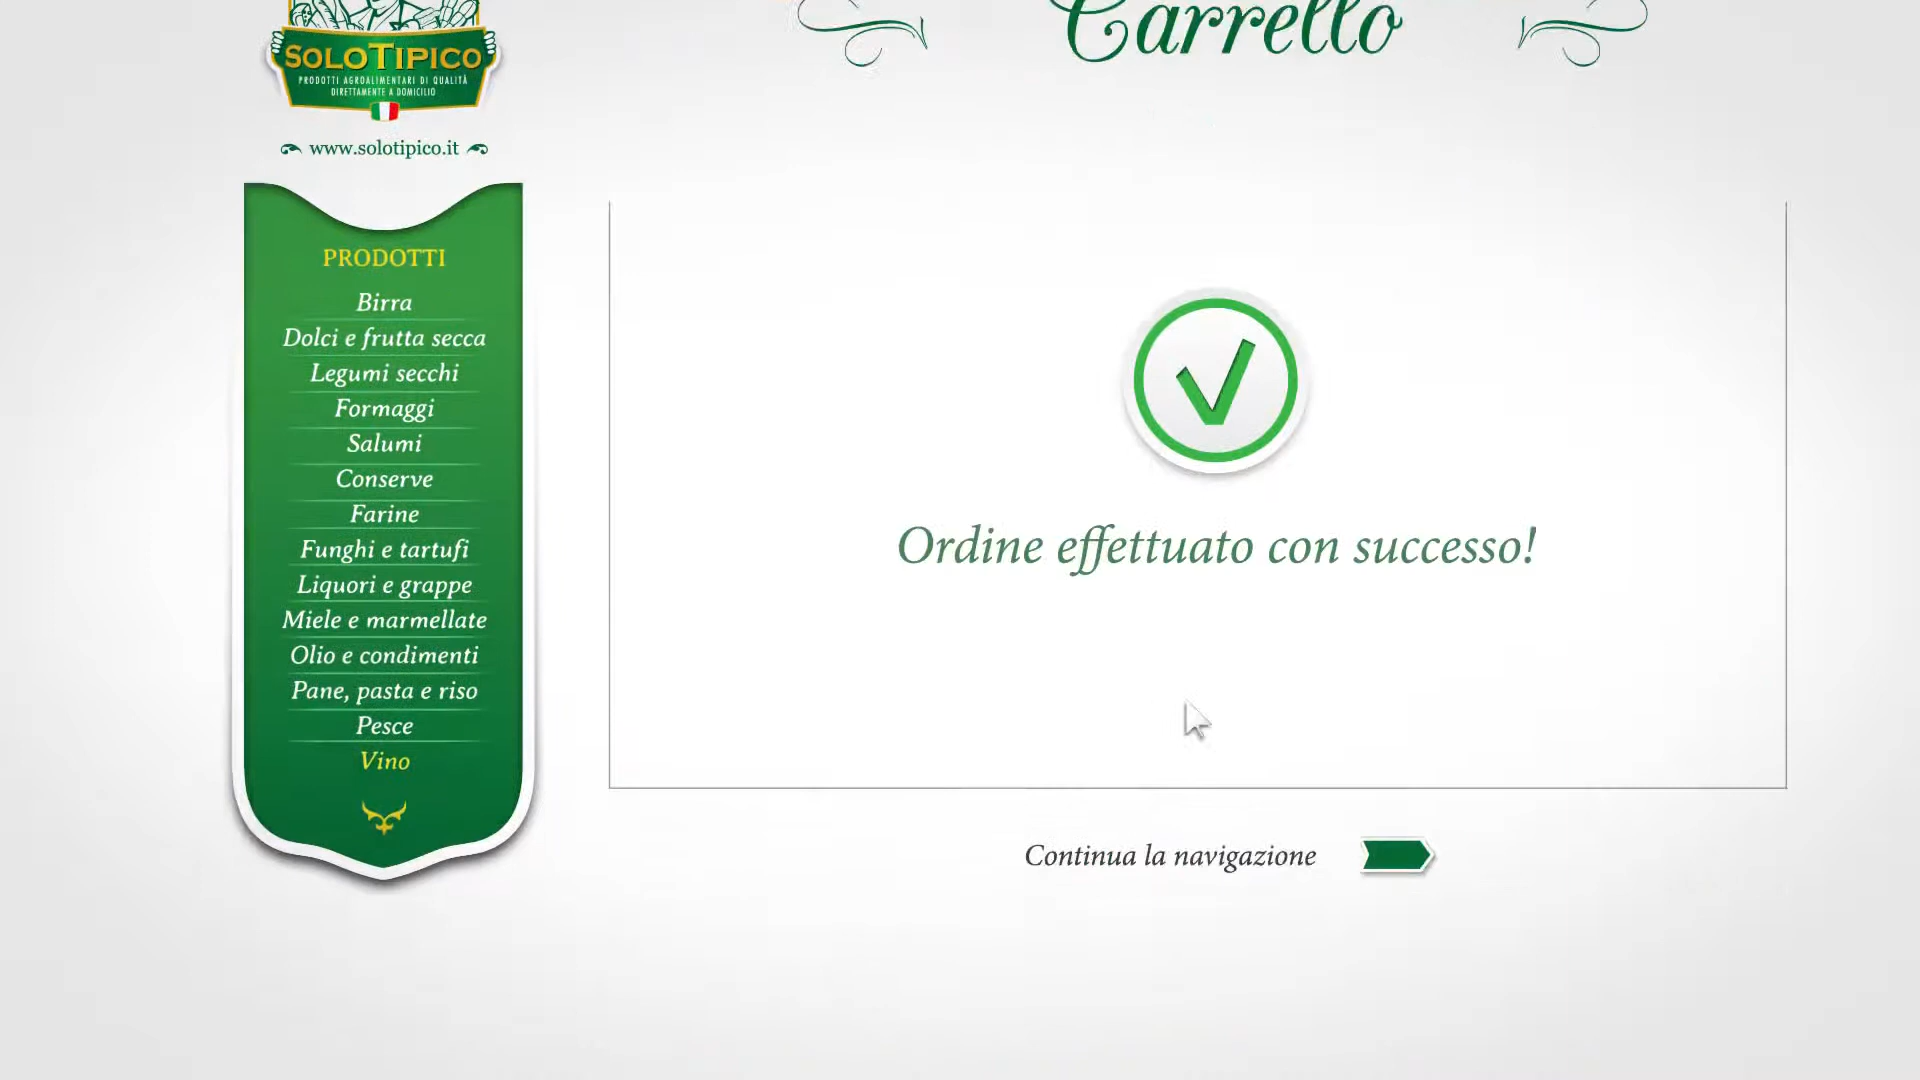 SOLOTIPICO
PRODOTTI AGROALIMENTARI DI QUALITÀ
DIRETTAMENTE A DOMICILIO
www.solotipico.it
Carrello
PRODOTTI
Birra
Dolci e frutta secca
Legumi secchi
Formaggi
Salumi
Conserve
Farine
Funghi e tartufi
Liquori e grappe
Miele e marmellate
Olio e condimenti
Pane, pasta e riso
Pesce
Vino
Ordine effettuato con successo!
Continua la navigazione